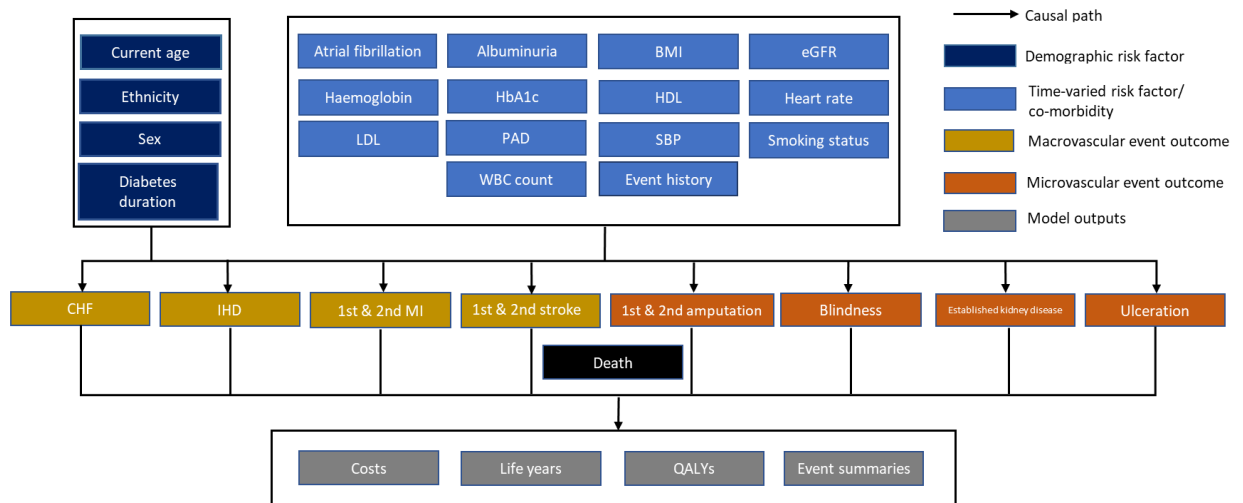 Current age
Ethnicity
Sex
Diabetes
duration
Atrial fibrillation
Albuminuria
BMI
eGFR
Haemoglobin
HbA1c
HDL
Heart rate
LDL
PAD
SBP
Smoking status
WBC count
Event history
Causal path
Demographic risk factor
Time-varied risk factor/
co-morbidity
Macrovascular event outcome
Microvascular event outcome
Model outputs
CHF
IHD
1st & 2nd MI
1st & 2nd stroke
1st & 2nd amputation
Blindness
Established kidney disease
Ulceration
Death
Costs
Life years
QALYs
Event summaries